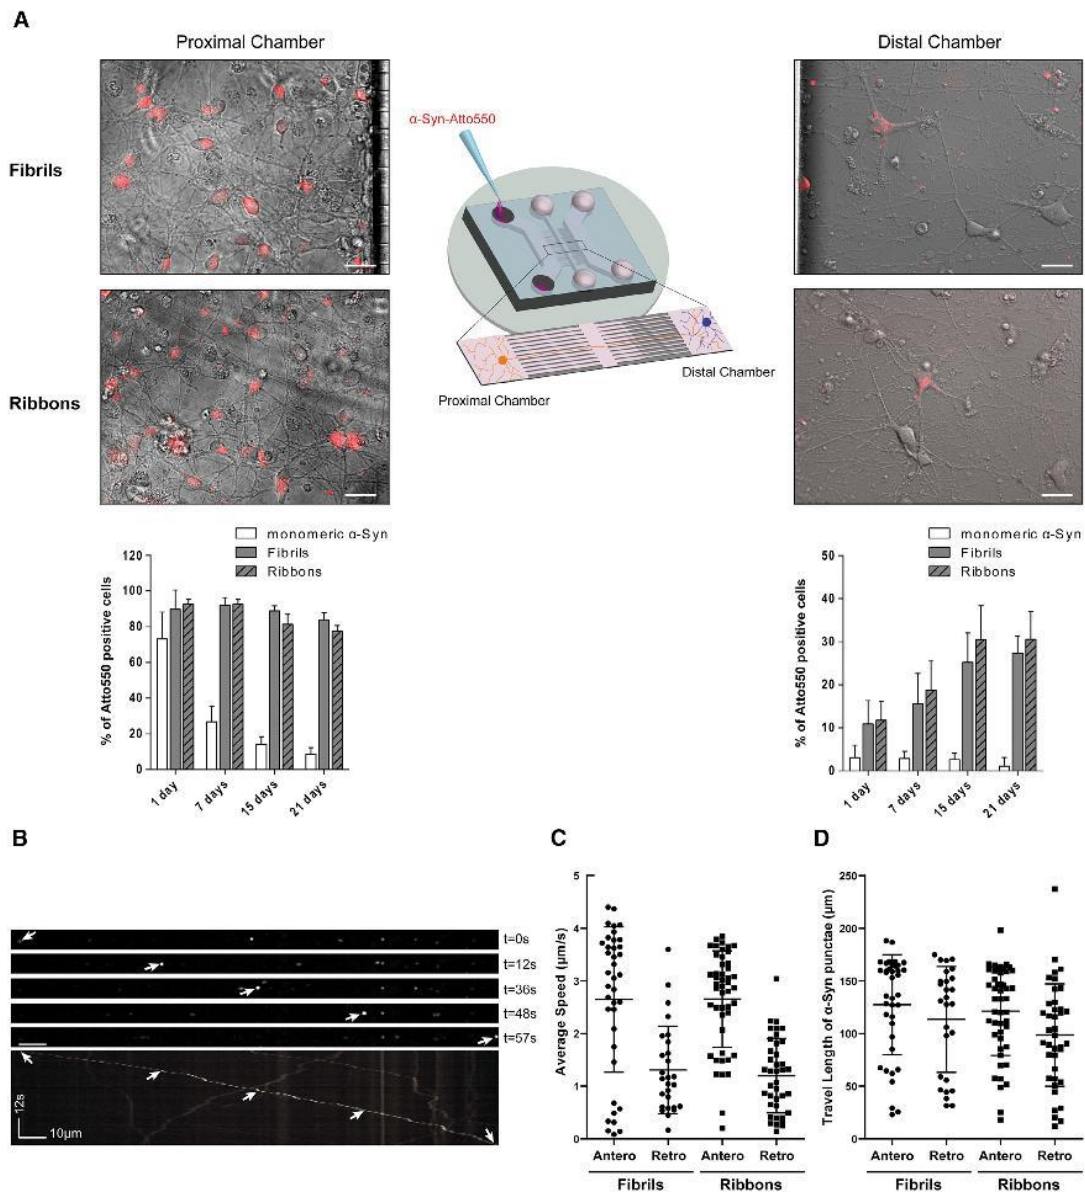 A
Proximal Chamber
Distal Chamber
α-Syn-Atto550
Fibrils
Ribbons
Distal Chamber
Proximal Chamber
monomeric α-Syn
Fibrils
Ribbons
% of Atto550 positive cells
120
100
80
60
40
20
0
1 day
7 days
15 days
21 days
monomeric α-Syn
Fibrils
Ribbons
% of Atto550 positive cells
50
40
30
20
10
0
1 day
7 days
15 days
21 days
B
t=0s
t=12s
t=36s
t=48s
t=57s
12s
10μm
C
Average Speed (μm/s)
5
4
3
2
1
0
Antero Retro Antero Retro
Fibrils Ribbons
D
Travel Length of α-Syn punctae (μm)
250
200
150
100
50
0
Antero Retro Antero Retro
Fibrils Ribbons